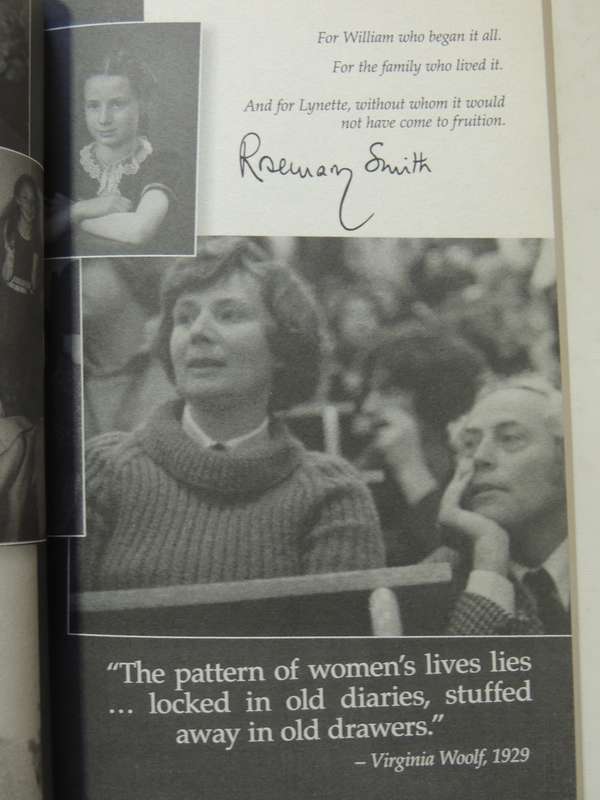 For William who began it all.
For the family who lived it.
And for Lynette, without whom it would
not have come to fruition.
Rosemary Smith
“The pattern of women’s lives lies
... locked in old diaries, stuffed
away in old drawers.”
– Virginia Woolf, 1929